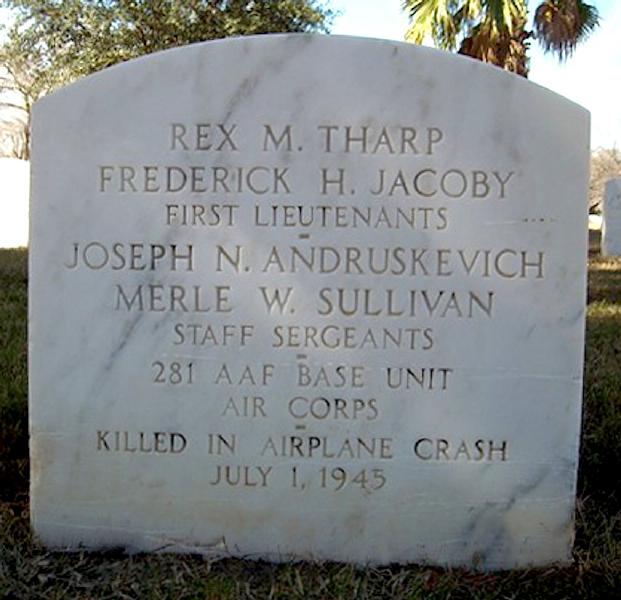 REX M. THARP
FREDERICK H. JACOBY
FIRST LIEUTENANTS
JOSEPH N. ANDRUSKEVICH
MERLE W. SULLIVAN
STAFF SERGEANTS
281 AAF BASE UNIT
AIR CORPS
KILLED IN AIRPLANE CRASH
JULY 1, 1945